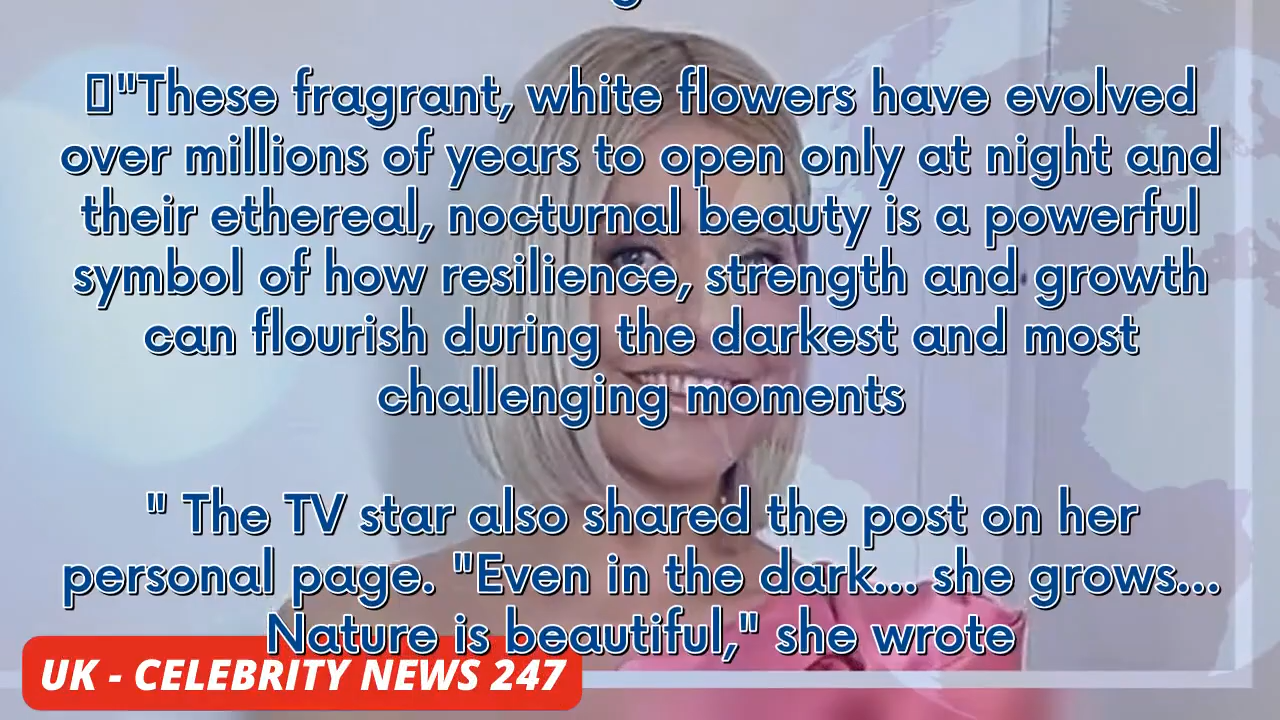 "These fragrant, white flowers have evolved
over millions of years to open only at night and
their ethereal, nocturnal beauty is a powerful
symbol of how resilience, strength and growth
can flourish during the darkest and most
challenging moments
" The TV star also shared the post on her
personal page. "Even in the dark... she grows...
Nature is beautiful," she wrote
UK - CELEBRITY NEWS 247